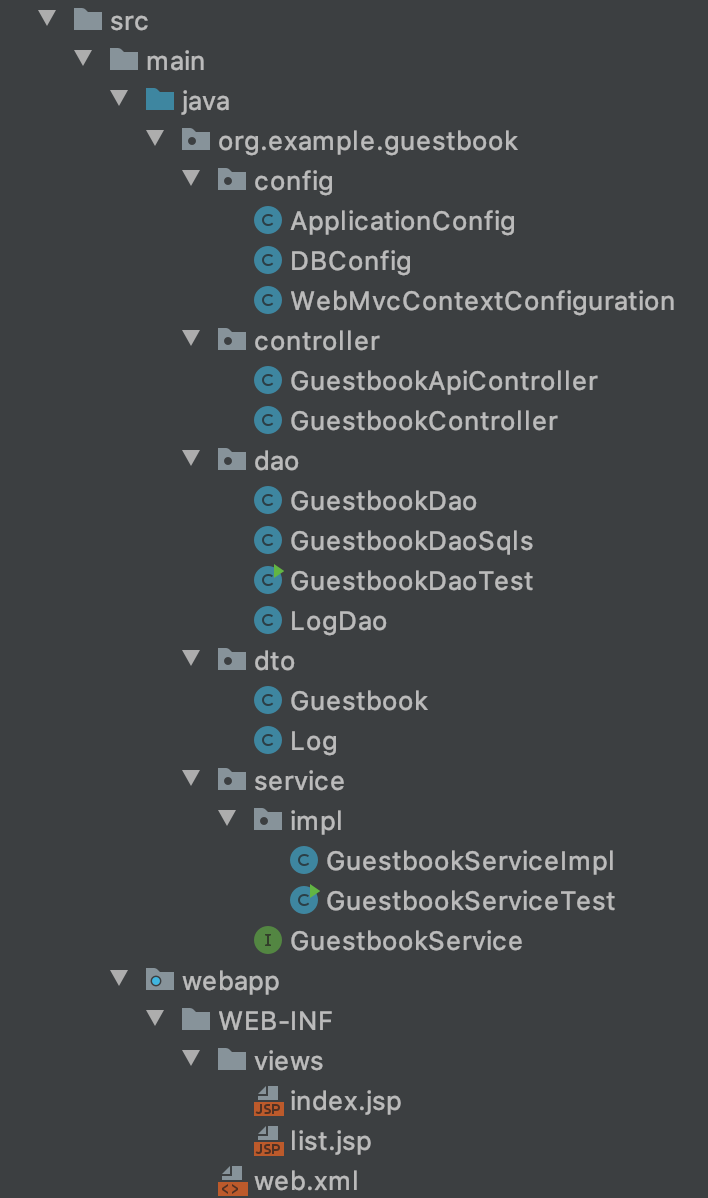 src
main
java
org.example.guestbook
config
C ApplicationConfig
C DBConfig
C WebMvcContextConfiguration
controller
C GuestbookApiController
C GuestbookController
dao
C GuestbookDao
C GuestbookDaoSqls
C GuestbookDaoTest
C LogDao
dto
C Guestbook
C Log
service
impl
C GuestbookServiceImpl
C GuestbookServiceTest
I GuestbookService
webapp
WEB-INF
views
JSP index.jsp
JSP list.jsp
<> web.xml